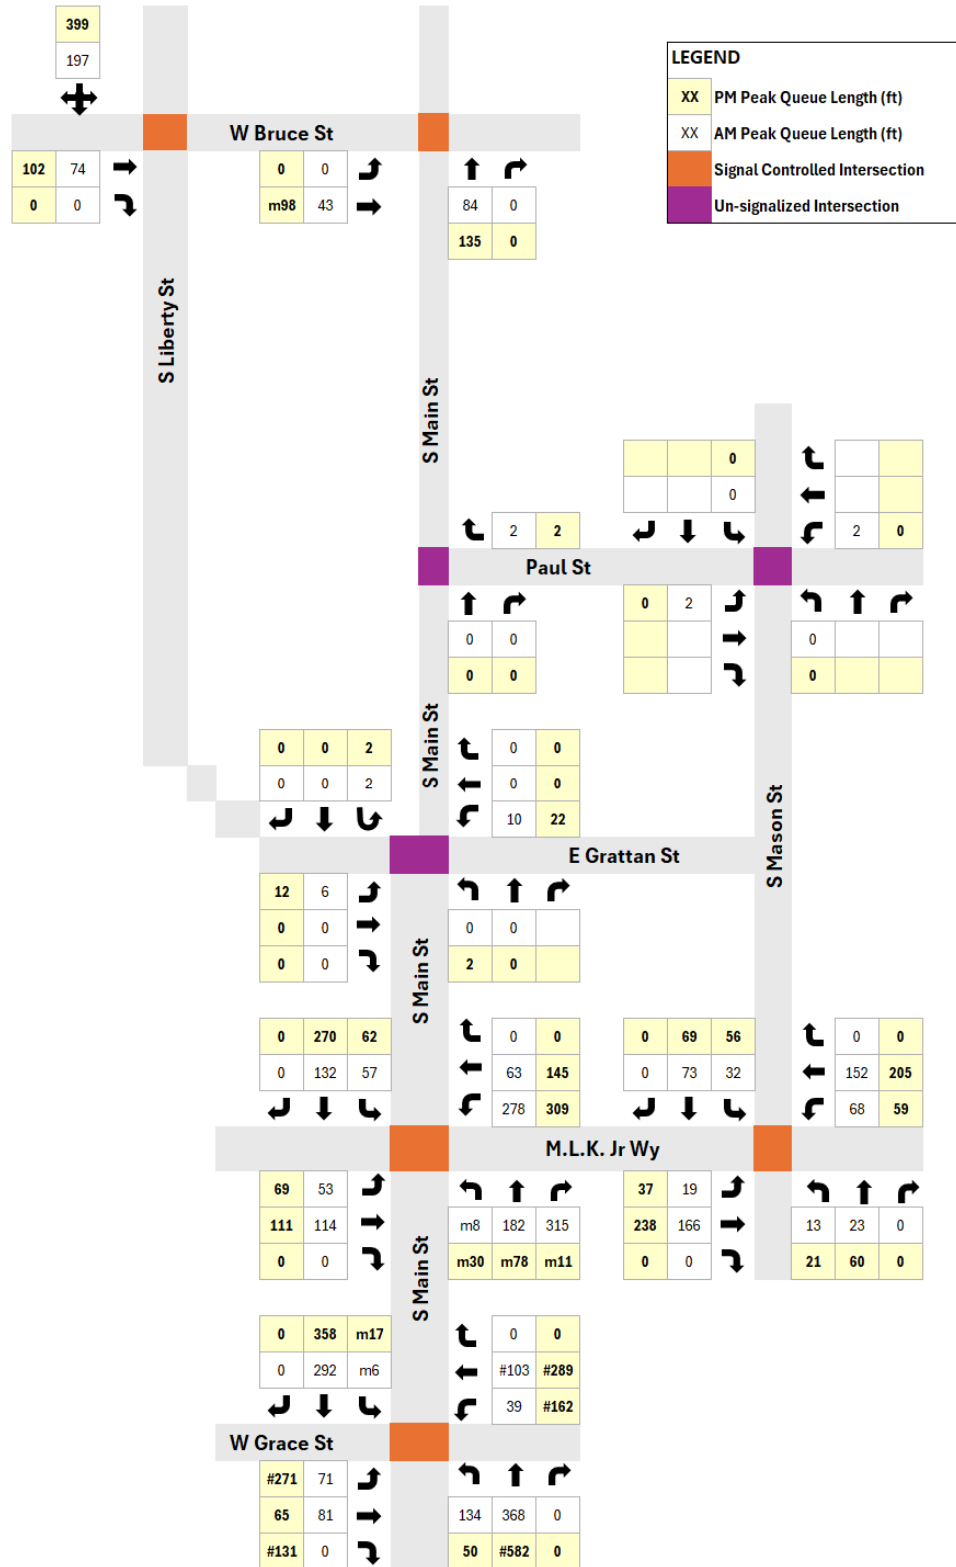 399
197
LEGEND
XX PM Peak Queue Length (ft)
XX AM Peak Queue Length (ft)
Signal Controlled Intersection
Un-signalized Intersection
W Bruce St
102 74
0 0
0 0
m98 43
84 0
135 0
S Liberty St
S Main St
0
0
2 0
2 2
Paul St
0 2
0 0
0 0
0
0
S Main St
0 0 2
0 0 2
0 0
0 0
10 22
S Mason St
E Grattan St
12 6
0 0
0 0
0 0
2 0
S Main St
0 270 62
0 132 57
0 0
63 145
278 309
0 69 56
0 73 32
0 0
152 205
68 59
M.L.K. Jr Wy
69 53
111 114
0 0
m8 182 315
m30 m78 m11
37 19
238 166
0 0
13 23 0
21 60 0
S Main St
0 358 m17
0 292 m6
0 0
#103 #289
39 #162
W Grace St
#271 71
65 81
#131 0
134 368 0
50 #582 0